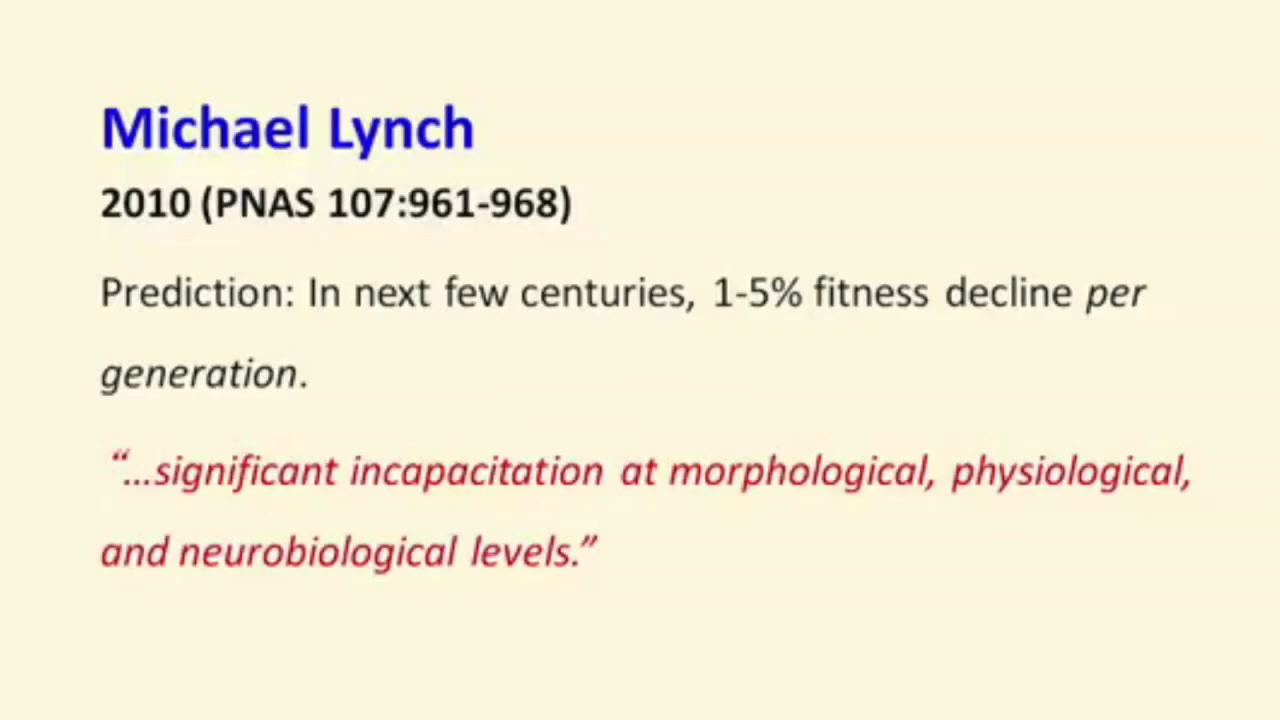 Michael Lynch
2010 (PNAS 107:961-968)
Prediction: In next few centuries, 1-5% fitness decline per
generation.
“...significant incapacitation at morphological, physiological,
and neurobiological levels.”